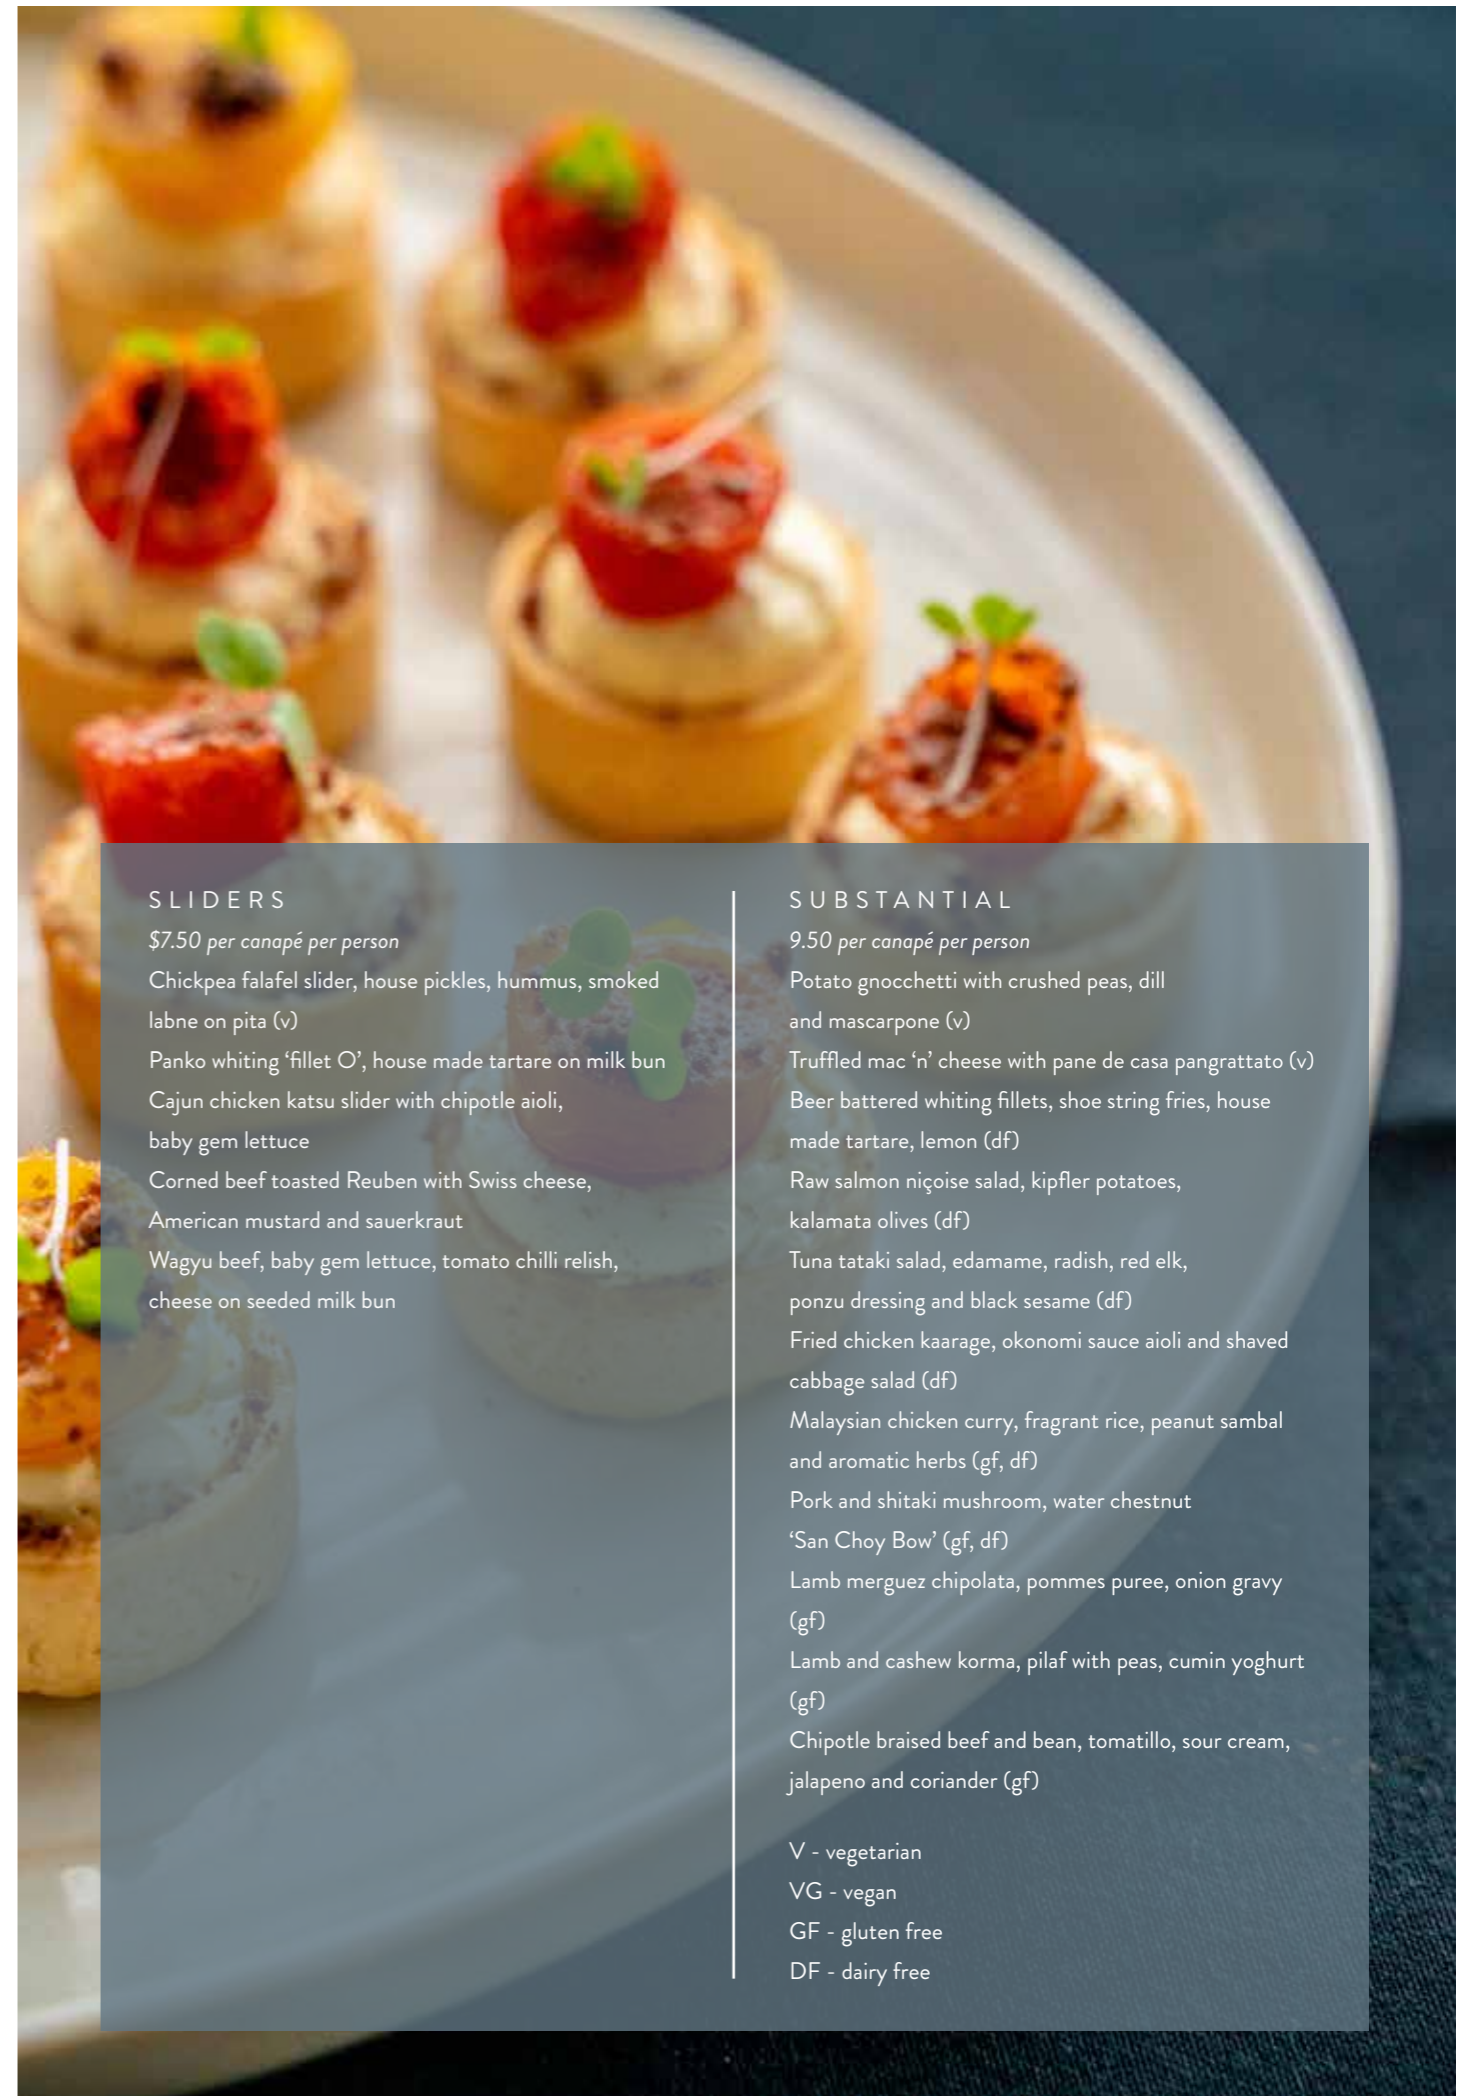 SLIDERS
$7.50 per canapé per person
Chickpea falafel slider, house pickles, hummus, smoked
labne on pita (v)
Panko whiting ‘fillet O’, house made tartare on milk bun
Cajun chicken katsu slider with chipotle aioli,
baby gem lettuce
Corned beef toasted Reuben with Swiss cheese,
American mustard and sauerkraut
Wagyu beef, baby gem lettuce, tomato chilli relish,
cheese on seeded milk bun
SUBSTANTIAL
9.50 per canapé per person
Potato gnocchetti with crushed peas, dill
and mascarpone (v)
Truffled mac ‘n’ cheese with pane de casa pangrattato (v)
Beer battered whiting fillets, shoe string fries, house
made tartare, lemon (df)
Raw salmon niçoise salad, kipfler potatoes,
kalamata olives (df)
Tuna tataki salad, edamame, radish, red elk,
ponzu dressing and black sesame (df)
Fried chicken kaarage, okonomi sauce aioli and shaved
cabbage salad (df)
Malaysian chicken curry, fragrant rice, peanut sambal
and aromatic herbs (gf, df)
Pork and shitaki mushroom, water chestnut
‘San Choy Bow’ (gf, df)
Lamb merguez chipolata, pommes puree, onion gravy
(gf)
Lamb and cashew korma, pilaf with peas, cumin yoghurt
(gf)
Chipotle braised beef and bean, tomatillo, sour cream,
jalapeno and coriander (gf)
V - vegetarian
VG - vegan
GF - gluten free
DF - dairy free